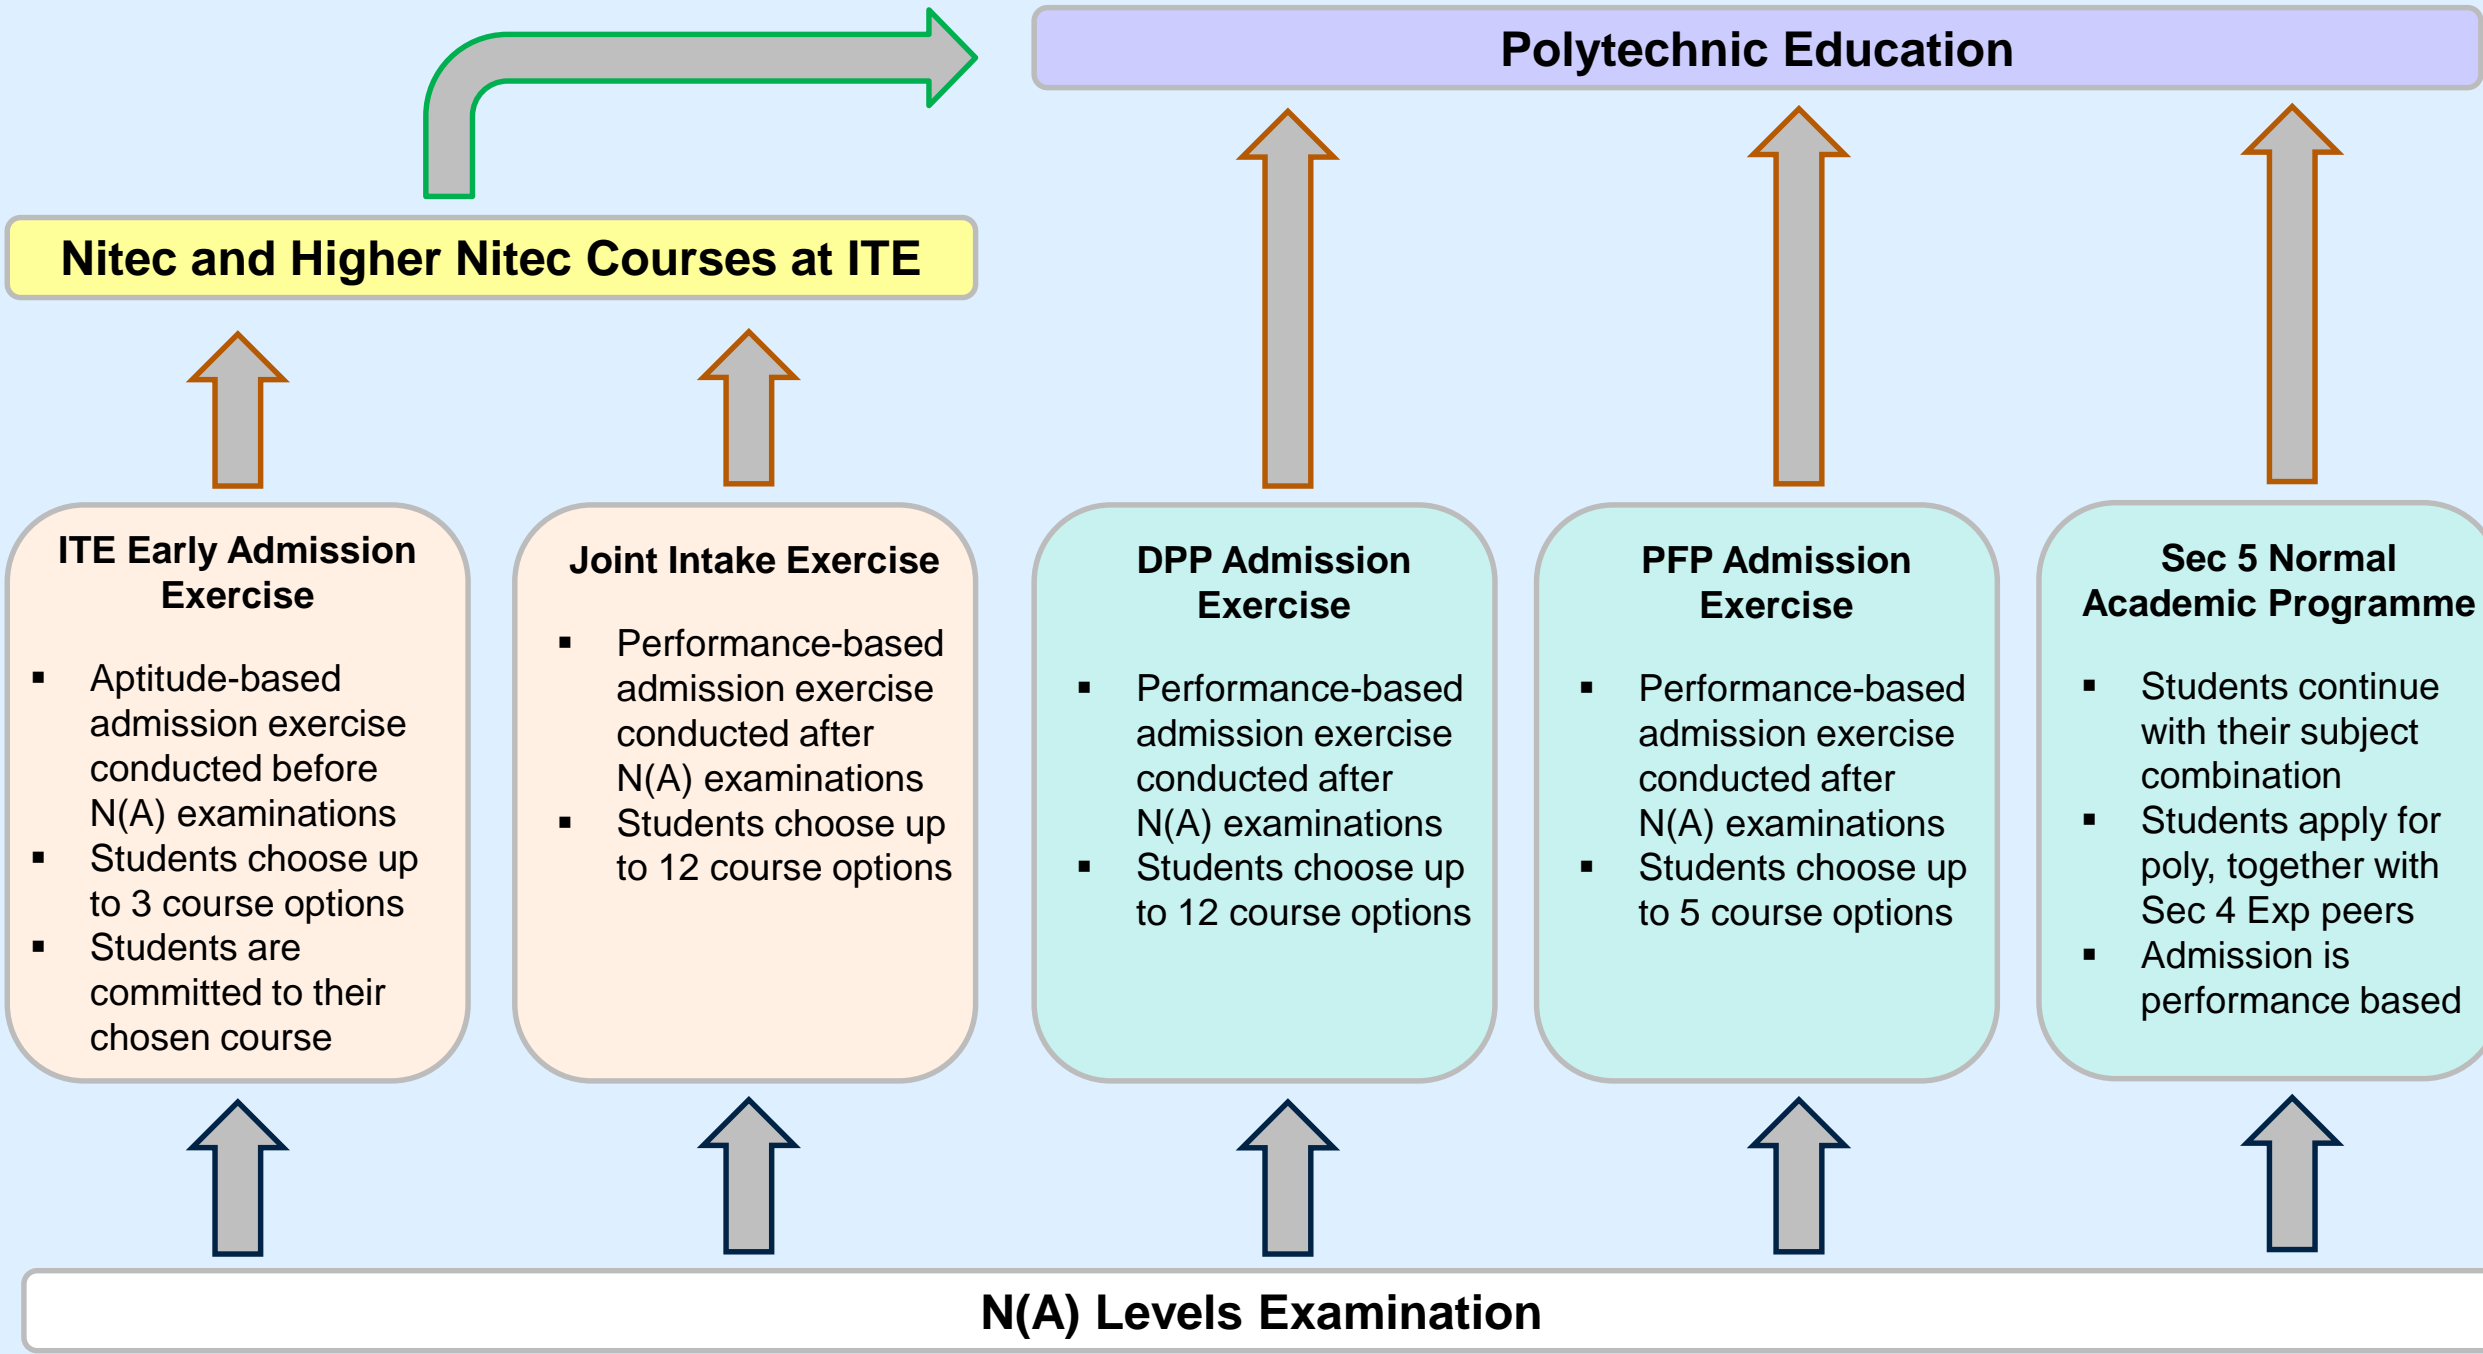 Polytechnic Education
Nitec and Higher Nitec Courses at ITE
ITE Early Admission
Exercise
▪ Aptitude-based
admission exercise
conducted before
N(A) examinations
▪ Students choose up
to 3 course options
▪ Students are
committed to their
chosen course
Joint Intake Exercise
▪ Performance-based
admission exercise
conducted after
N(A) examinations
▪ Students choose up
to 12 course options
DPP Admission
Exercise
▪ Performance-based
admission exercise
conducted after
N(A) examinations
▪ Students choose up
to 12 course options
PFP Admission
Exercise
▪ Performance-based
admission exercise
conducted after
N(A) examinations
▪ Students choose up
to 5 course options
Sec 5 Normal
Academic Programme
▪ Students continue
with their subject
combination
▪ Students apply for
poly, together with
Sec 4 Exp peers
▪ Admission is
performance based
N(A) Levels Examination